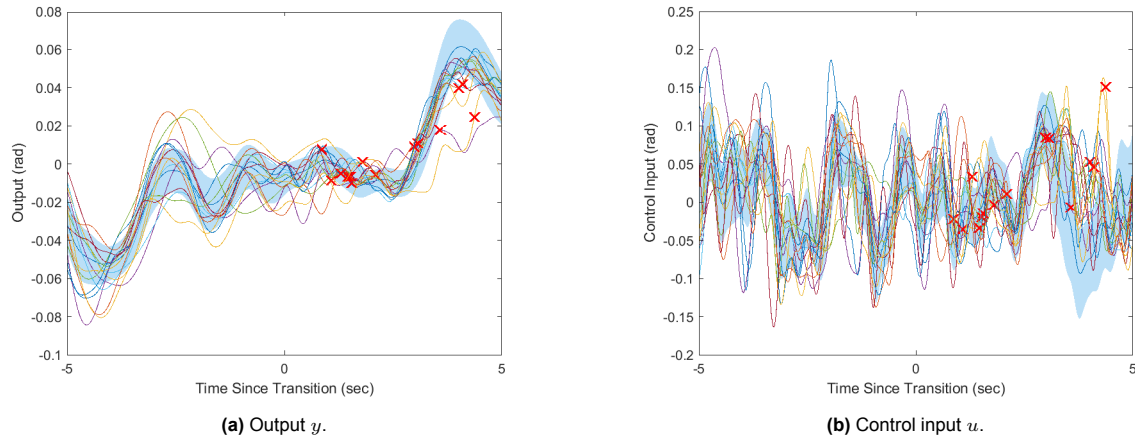 0.08
0.06
0.04
0.02
0
-0.02
-0.04
-0.06
-0.08
-0.1
Output (rad)
-5 0 5
Time Since Transition (sec)
(a) Output y.
0.25
0.2
0.15
0.1
0.05
0
-0.05
-0.1
-0.15
-0.2
Control Input (rad)
-5 0 5
Time Since Transition (sec)
(b) Control input u.